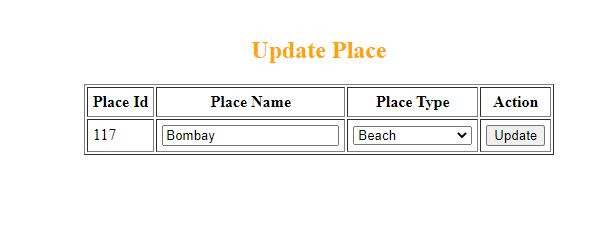 Update Place
Place Id Place Name Place Type Action
117 Bombay Beach Update